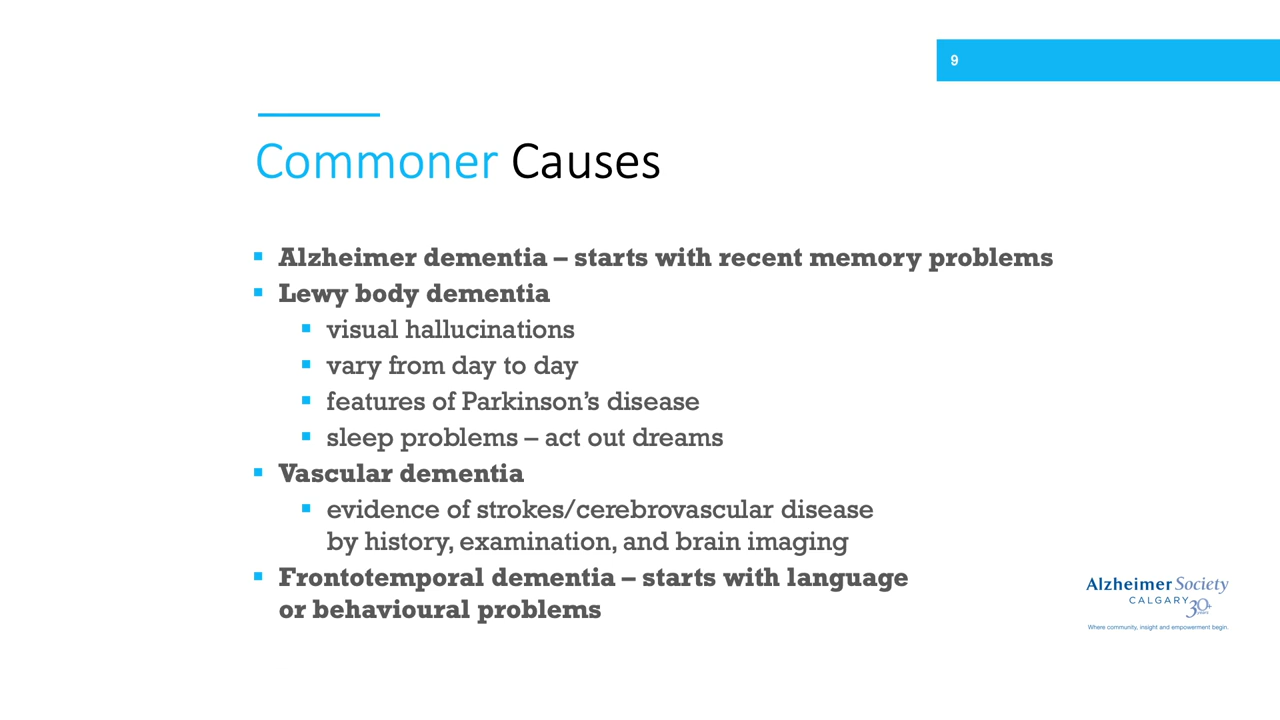 9
Commoner Causes
▪ Alzheimer dementia – starts with recent memory problems
▪ Lewy body dementia
▪ visual hallucinations
▪ vary from day to day
▪ features of Parkinson’s disease
▪ sleep problems – act out dreams
▪ Vascular dementia
▪ evidence of strokes/cerebrovascular disease
by history, examination, and brain imaging
▪ Frontotemporal dementia – starts with language
or behavioural problems
Alzheimer Society
CALGARY 30+
years
Where community, insight and empowerment begin.